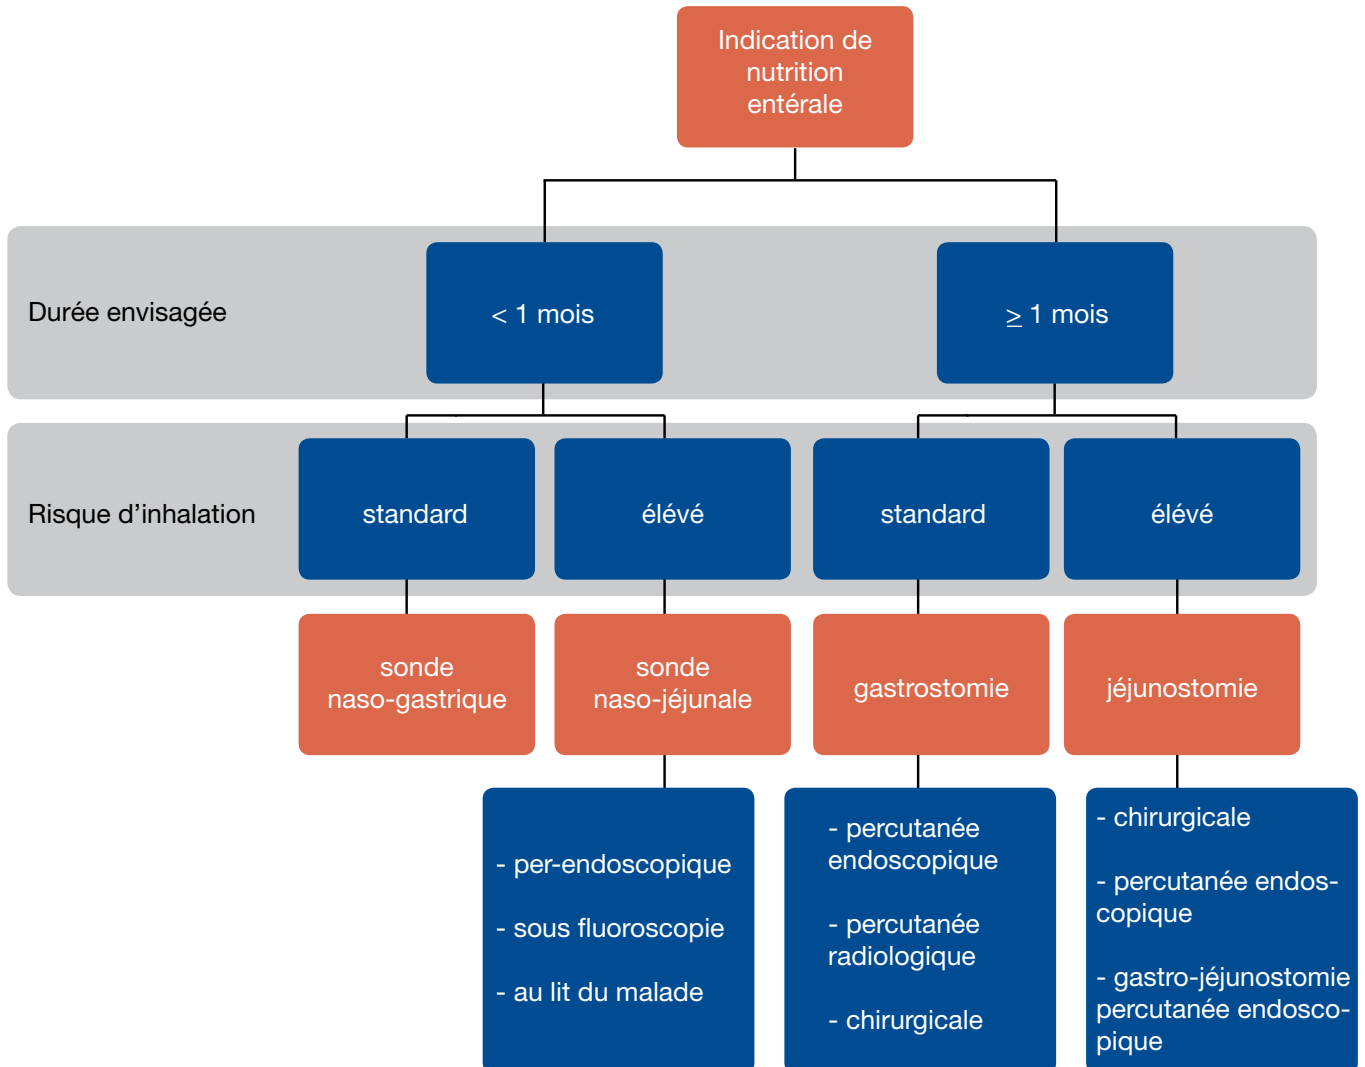 Indication de
nutrition
entérale
Durée envisagée
< 1 mois
≥ 1 mois
Risque d'inhalation
standard
élévé
standard
élévé
sonde
naso-gastrique
sonde
naso-jéjunale
gastrostomie
jéjunostomie
- per-endoscopique
- sous fluoroscopie
- au lit du malade
- percutanée
endoscopique
- percutanée
radiologique
- chirurgicale
- chirurgicale
- percutanée endos-
copique
- gastro-jéjunostomie
percutanée endosco-
pique